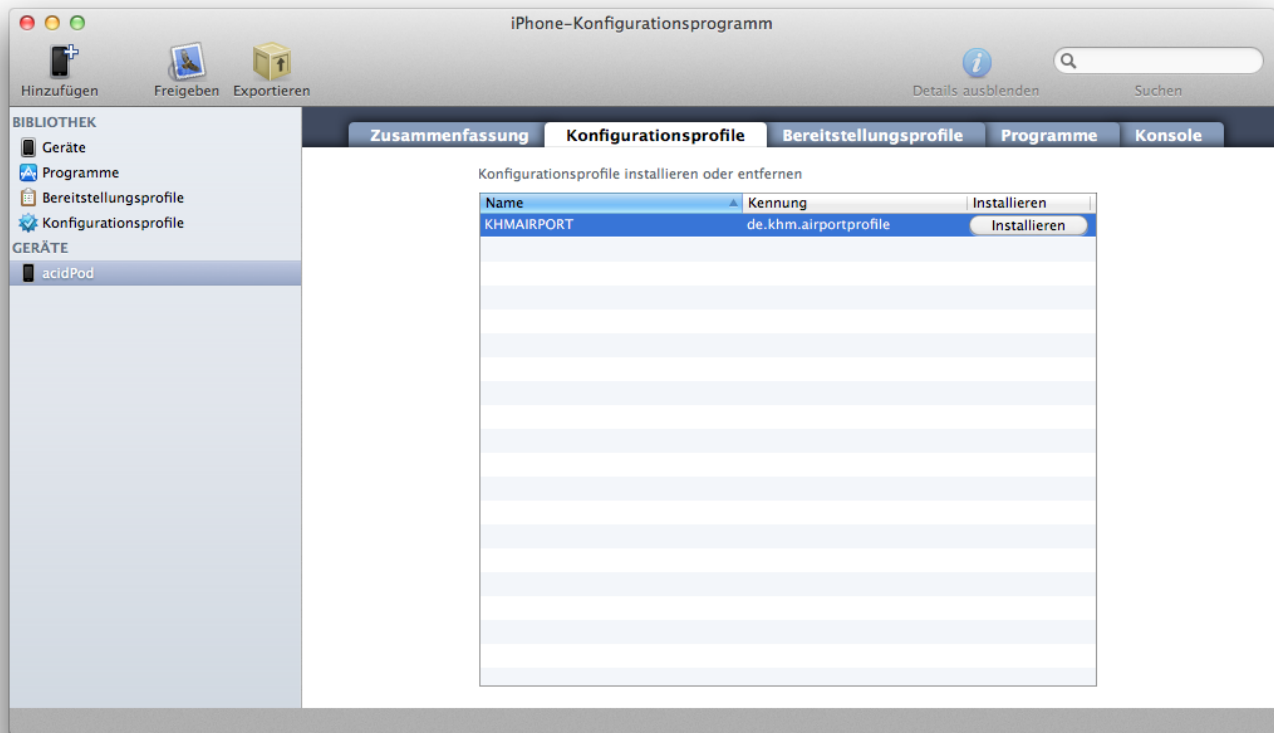 iPhone-Konfigurationsprogramm
Hinzufügen Freigeben Exportieren Details ausblenden Suchen
BIBLIOTHEK
Geräte
Programme
Bereitstellungsprofile
Konfigurationsprofile
GERÄTE
acidPod
Zusammenfassung Konfigurationsprofile Bereitstellungsprofile Programme Konsole
Konfigurationsprofile installieren oder entfernen
Name Kennung Installieren
KHMAIRPORT de.khm.airportprofile Installieren